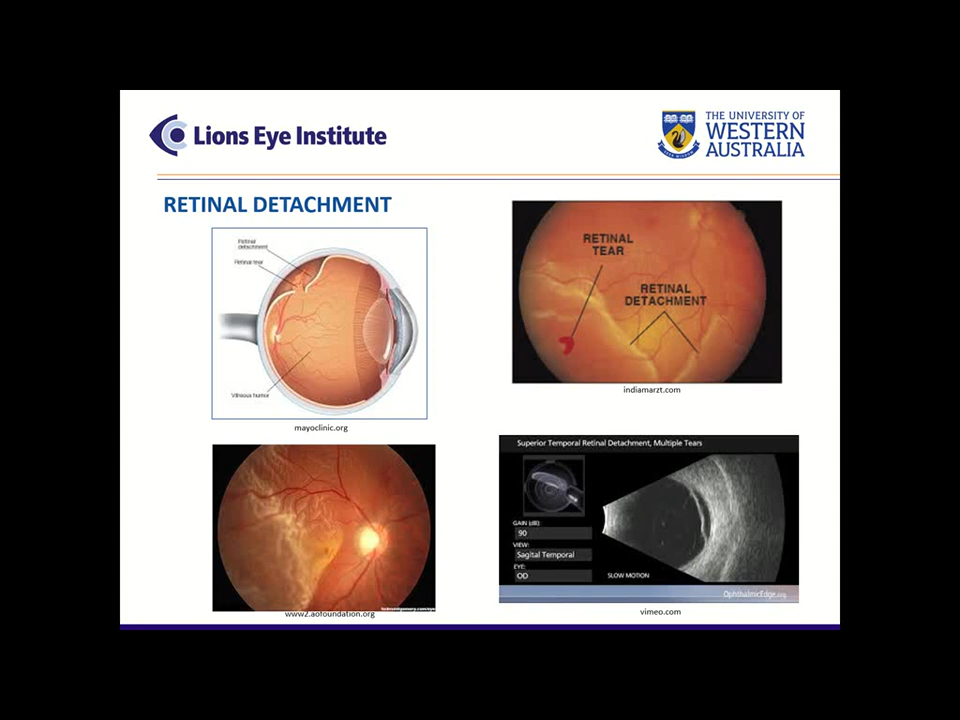 Lions Eye Institute
THE UNIVERSITY OF
WESTERN
AUSTRALIA
RETINAL DETACHMENT
Retinal
detachment
Retinal tear
Vitreous humor
mayoclinic.org
RETINAL
TEAR
RETINAL
DETACHMENT
indiamarzt.com
www2.aofoundation.org
Superior Temporal Retinal Detachment, Multiple Tears
GAIN (dB):
90
VIEW:
Sagital Temporal
EYE:
OD
SLOW MOTION
OphthalmicEdge.org
vimeo.com